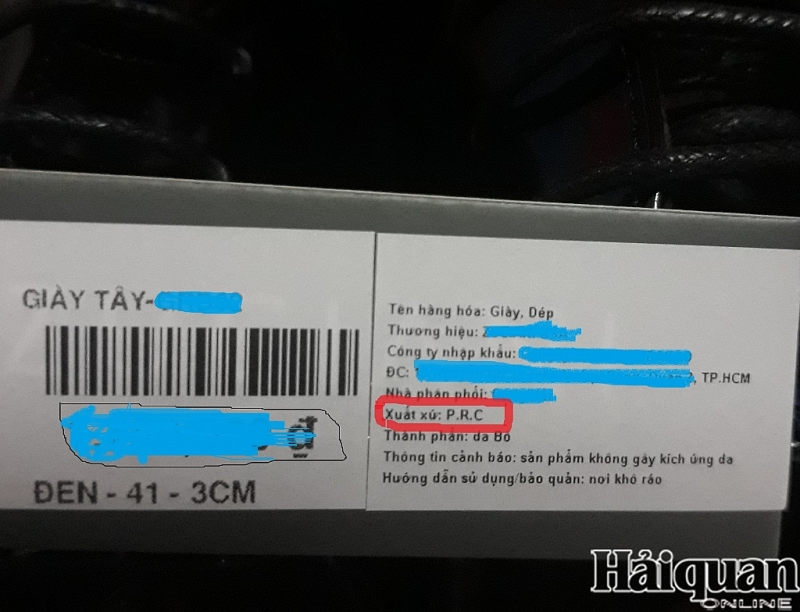 GIÀY TÂY-
ĐEN - 41 - 3CM
Tên hàng hóa: Giày, Dép
Thương hiệu:
Công ty nhập khẩu:
ĐC: , TP.HCM
Nhà phân phối:
Xuất xứ: P.R.C
Thành phần: da Bò
Thông tin cảnh báo: sản phẩm không gây kích ứng da
Hướng dẫn sử dụng/bảo quản: nơi khô ráo
Hảiquan
ONLINE